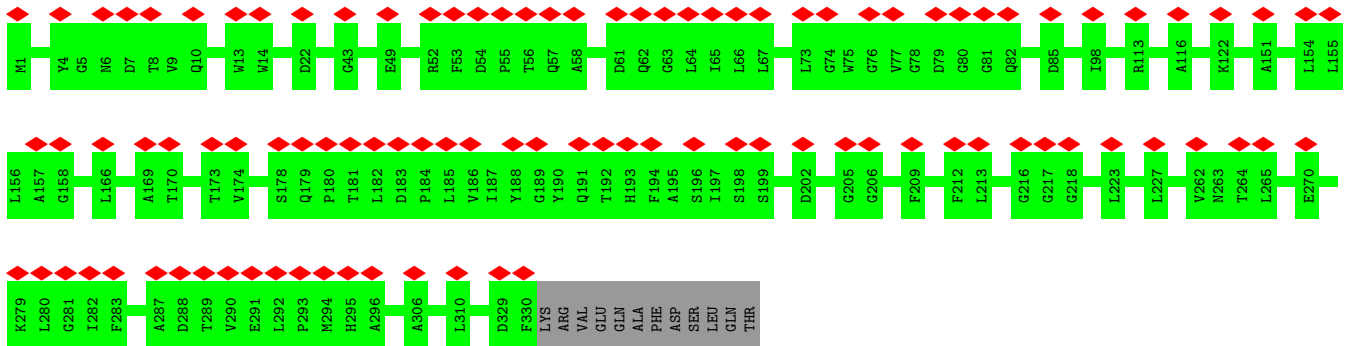 M1 Y4 G5 N6 D7 T8 V9 Q10 W13 W14 D22 G43 E49 R52 F53 D54 P55 T56 Q57 A58 D61 Q62 G63 L64 I65 L66 L67 L73 G74 W75 G76 V77 G78 D79 G80 G81 Q82 D85 I98 R113 A116 K122 A151 L154 L155
L156 A157 G158 L166 A169 T170 T173 V174 S178 Q179 P180 T181 L182 D183 P184 L185 V186 I187 Y188 G189 Y190 Q191 T192 H193 F194 A195 S196 I197 S198 S199 D202 G205 G206 F209 F212 L213 G216 G217 G218 L223 L227 V262 N263 T264 L265 E270
K279 L280 G281 I282 F283 A287 D288 T289 V290 E291 L292 P293 M294 H295 A296 A306 L310 D329 F330 LYS ARG VAL GLU GLN ALA PHE ASP SER LEU GLN THR